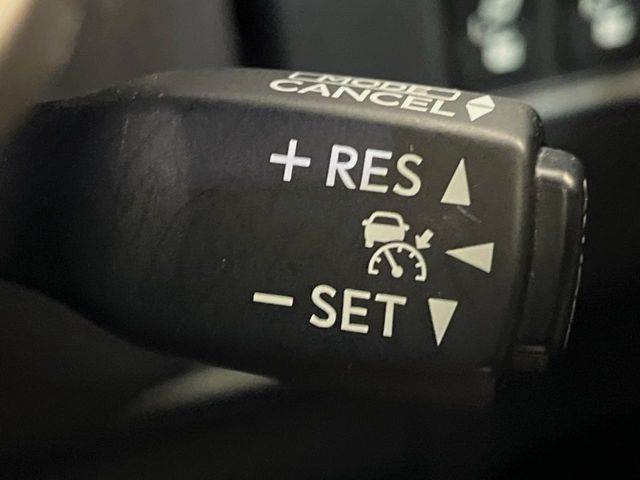 MODE
CANCEL
+ RES
- SET